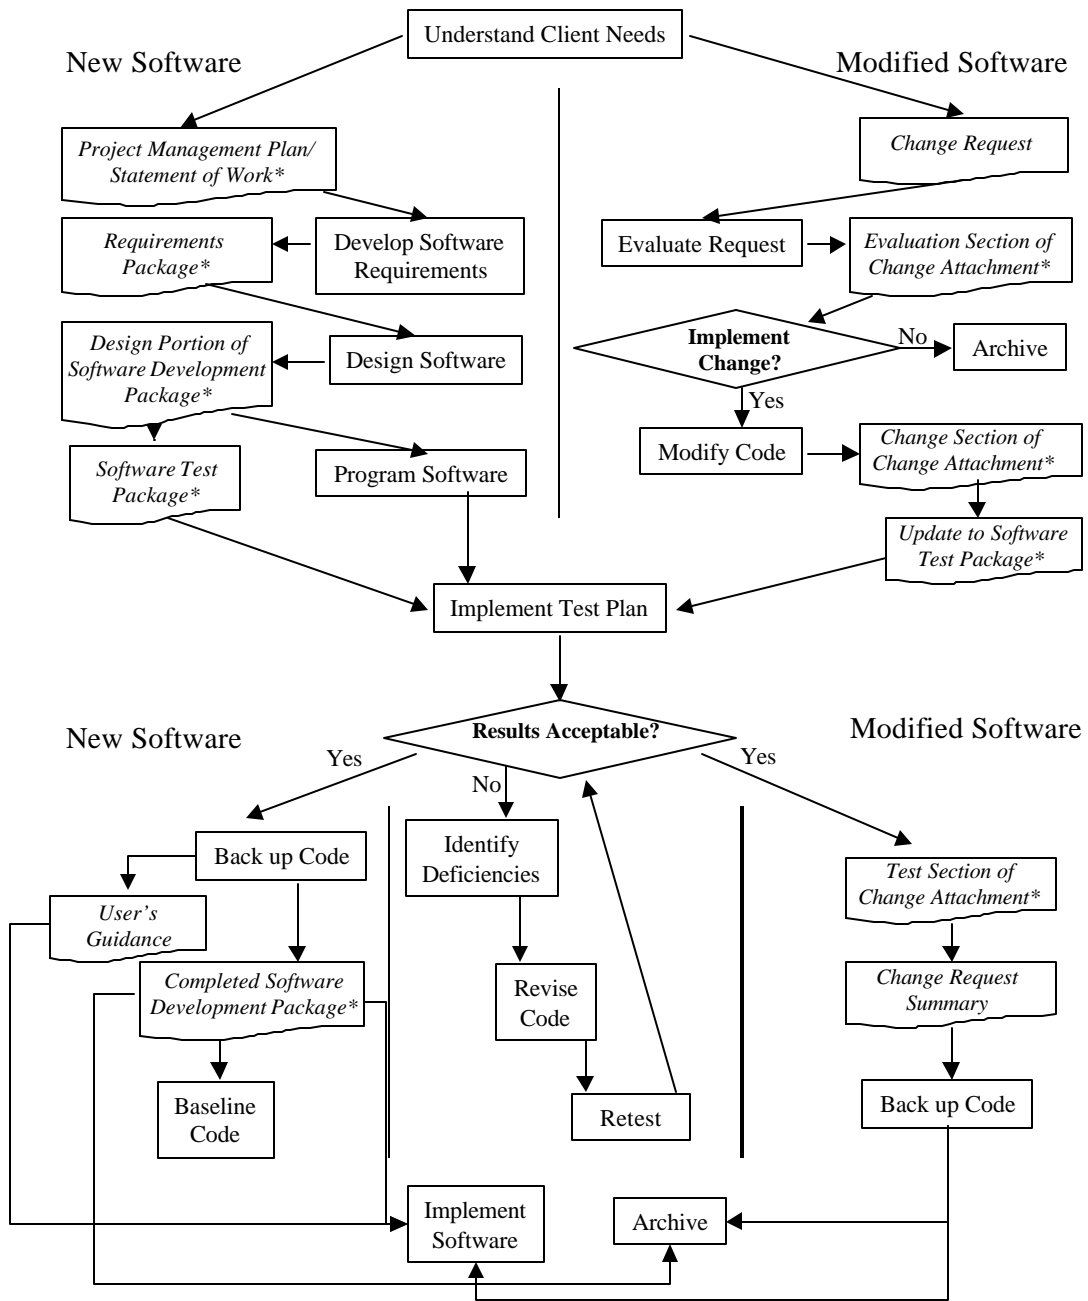 Understand Client Needs
New Software
Modified Software
Project Management Plan/
Statement of Work*
Change Request
Requirements
Package*
Develop Software
Requirements
Evaluate Request
Evaluation Section of
Change Attachment*
Design Portion of
Software Development
Package*
Design Software
Implement
Change?
No
Archive
Yes
Software Test
Package*
Program Software
Modify Code
Change Section of
Change Attachment*
Update to Software
Test Package*
Implement Test Plan
New Software
Results Acceptable?
Modified Software
Yes
No
Yes
Back up Code
Identify
Deficiencies
Test Section of
Change Attachment*
User's
Guidance
Completed Software
Development Package*
Revise
Code
Change Request
Summary
Baseline
Code
Retest
Back up Code
Implement
Software
Archive